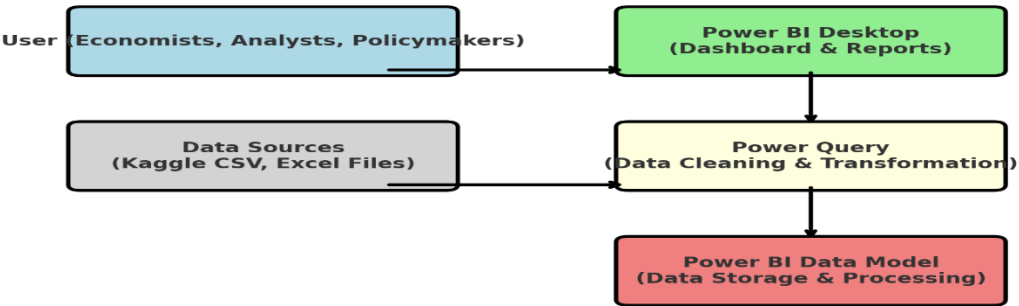 User (Economists, Analysts, Policymakers)
Power BI Desktop
(Dashboard & Reports)
Data Sources
(Kaggle CSV, Excel Files)
Power Query
(Data Cleaning & Transformation)
Power BI Data Model
(Data Storage & Processing)